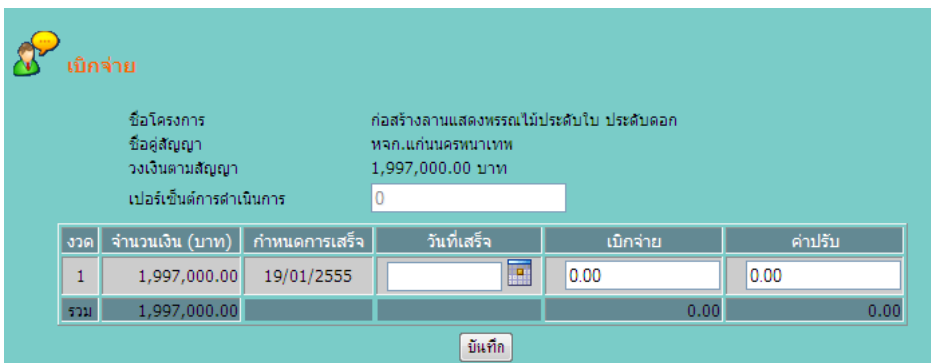 เบิกจ่าย
ชื่อโครงการ ก่อสร้างลานแสดงพรรณไม้ประดับใบ ประดับดอก
ชื่อคู่สัญญา หจก.แก่นนครพนาเทพ
วงเงินตามสัญญา 1,997,000.00 บาท
เปอร์เซ็นต์การดำเนินการ 0
งวด จำนวนเงิน (บาท) กำหนดการเสร็จ วันที่เสร็จ เบิกจ่าย ค่าปรับ
1 1,997,000.00 19/01/2555 0.00 0.00
รวม 1,997,000.00 0.00 0.00
บันทึก